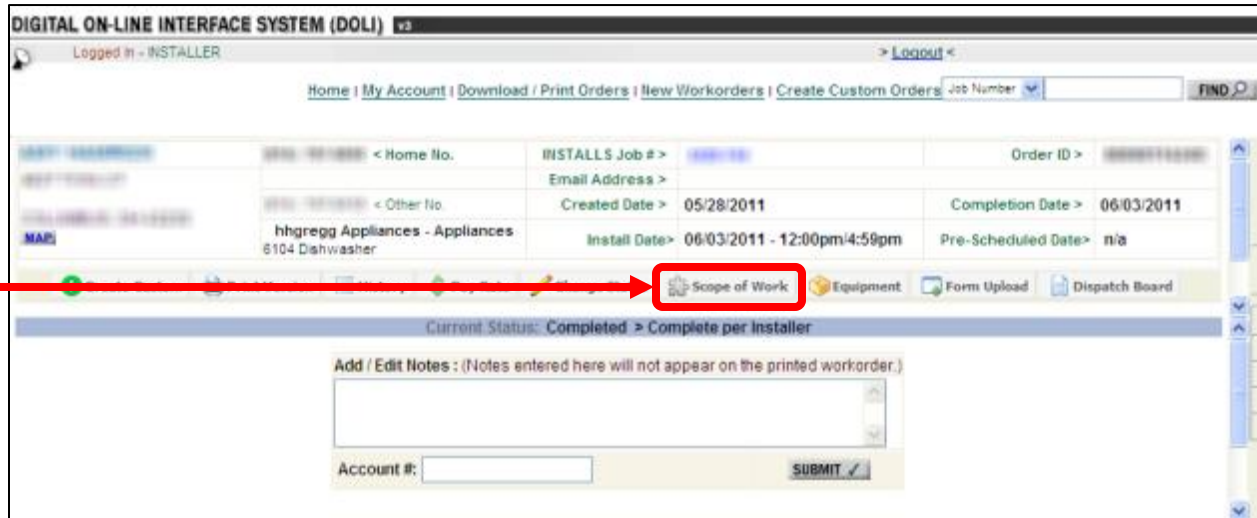 DIGITAL ON-LINE INTERFACE SYSTEM (DOLI) v3
Logged In - INSTALLER > Logout <
Home | My Account | Download / Print Orders | New Workorders | Create Custom Orders Job Number FIND
< Home No. INSTALLS Job # > Order ID >
Email Address >
< Other No. Created Date > 05/28/2011 Completion Date > 06/03/2011
MAP: hhgregg Appliances - Appliances Install Date> 06/03/2011 - 12:00pm/4:59pm Pre-Scheduled Date> n/a
6104 Dishwasher
Scope of Work Equipment Form Upload Dispatch Board
Current Status: Completed > Complete per Installer
Add / Edit Notes : (Notes entered here will not appear on the printed workorder.)
Account #: SUBMIT